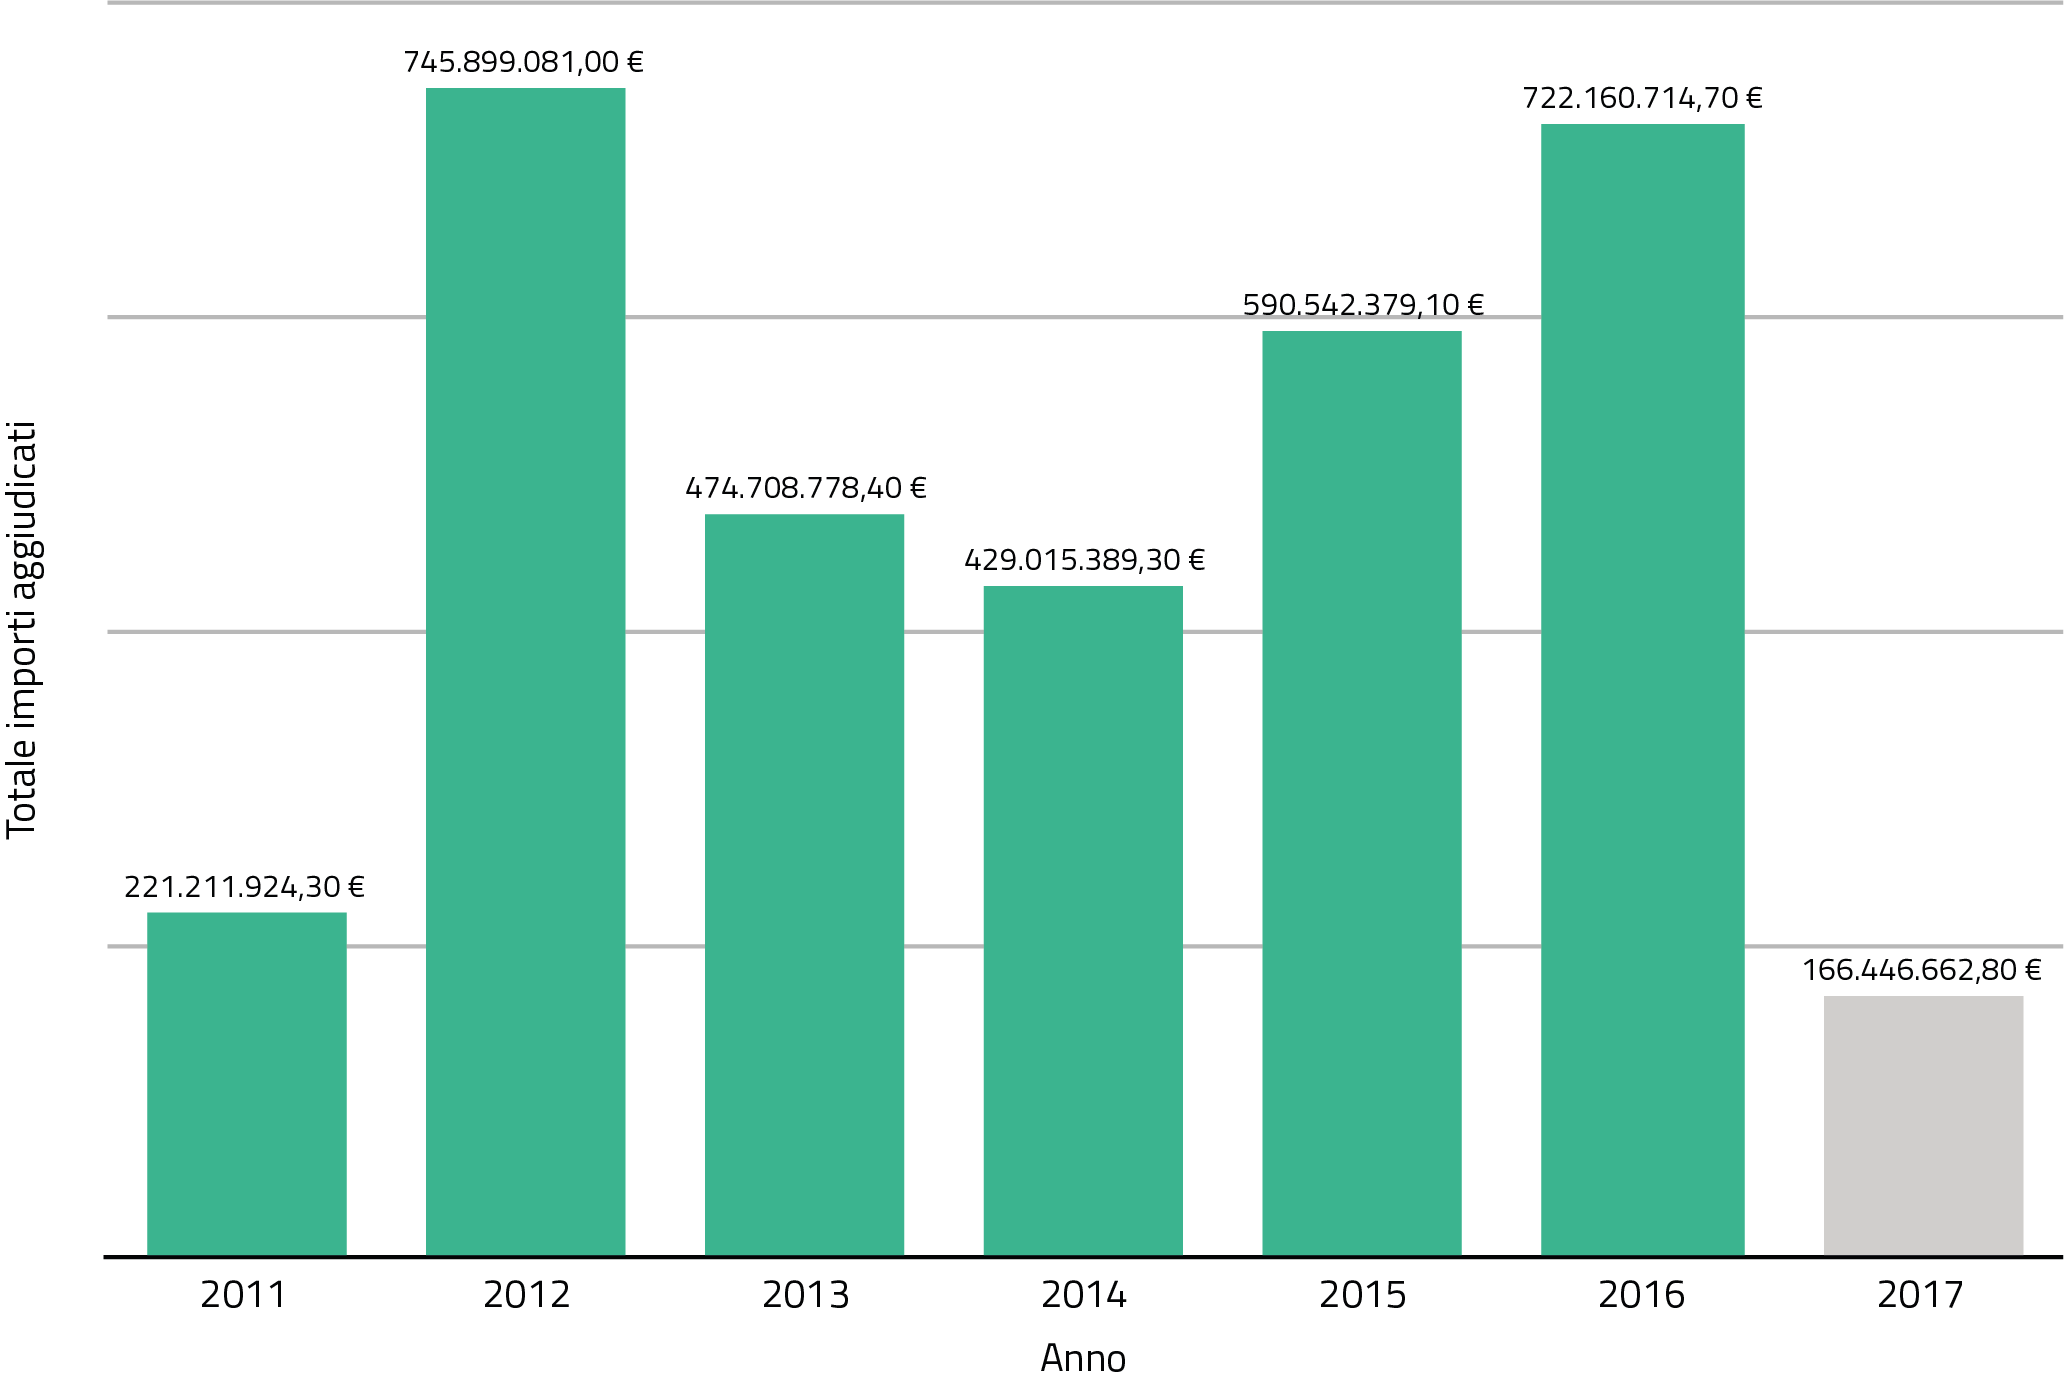 745.899.081,00 €
722.160.714,70 €
590.542.379,10 €
474.708.778,40 €
429.015.389,30 €
221.211.924,30 €
166.446.662,80 €
Totale importi aggiudicati
2011 2012 2013 2014 2015 2016 2017
Anno